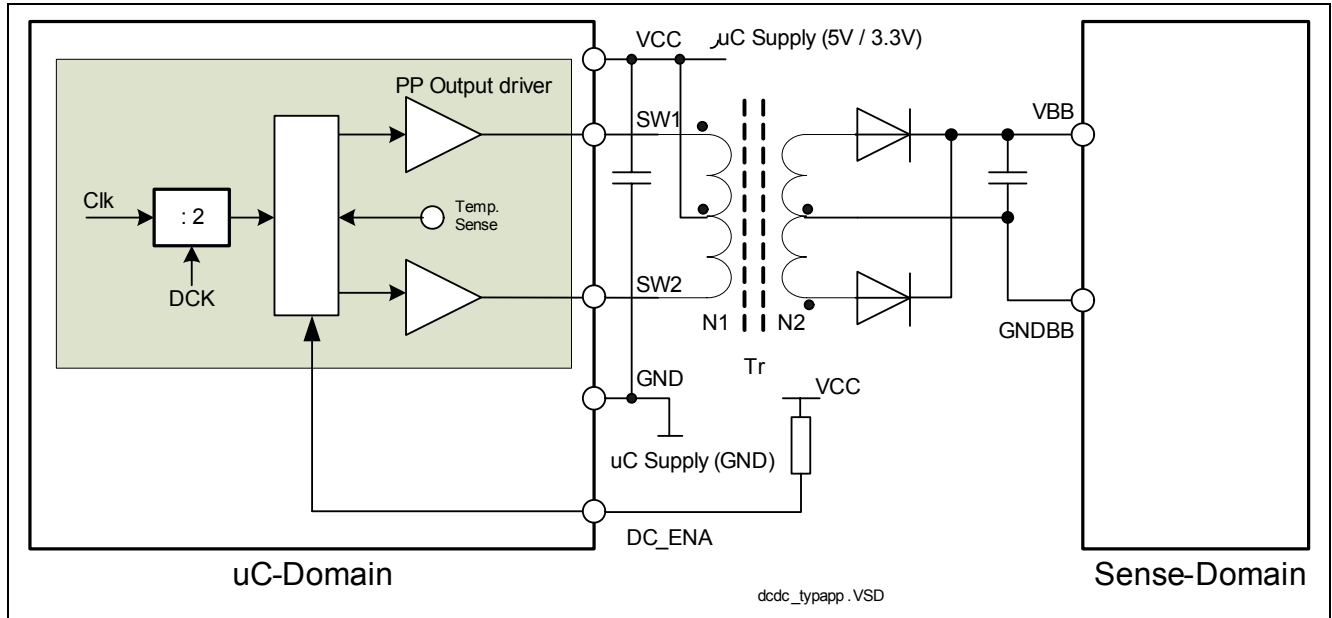 VCC
µC Supply (5V / 3.3V)
PP Output driver
SW1
VBB
Clk
: 2
Temp.
Sense
DCK
SW2
N1
N2
GNDBB
Tr
GND
VCC
uC Supply (GND)
DC_ENA
uC-Domain
Sense-Domain
dcdc_typapp.VSD